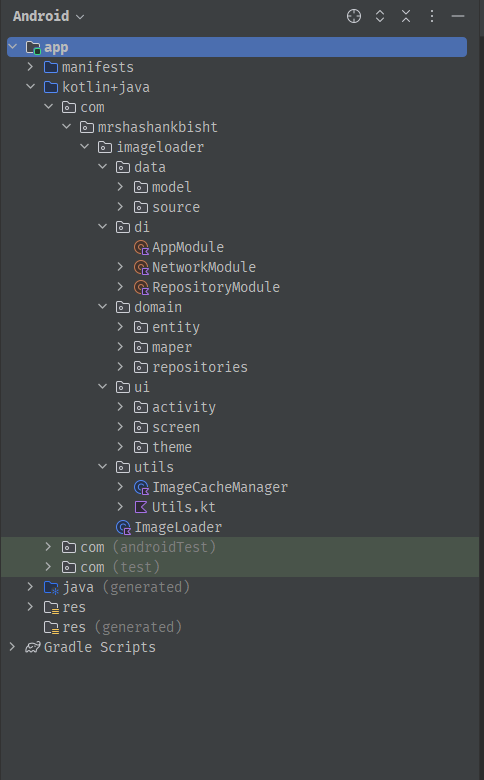 Android
app
manifests
kotlin+java
com
mrshashankbisht
imageloader
data
model
source
di
AppModule
NetworkModule
RepositoryModule
domain
entity
maper
repositories
ui
activity
screen
theme
utils
ImageCacheManager
Utils.kt
ImageLoader
com (androidTest)
com (test)
java (generated)
res
res (generated)
Gradle Scripts